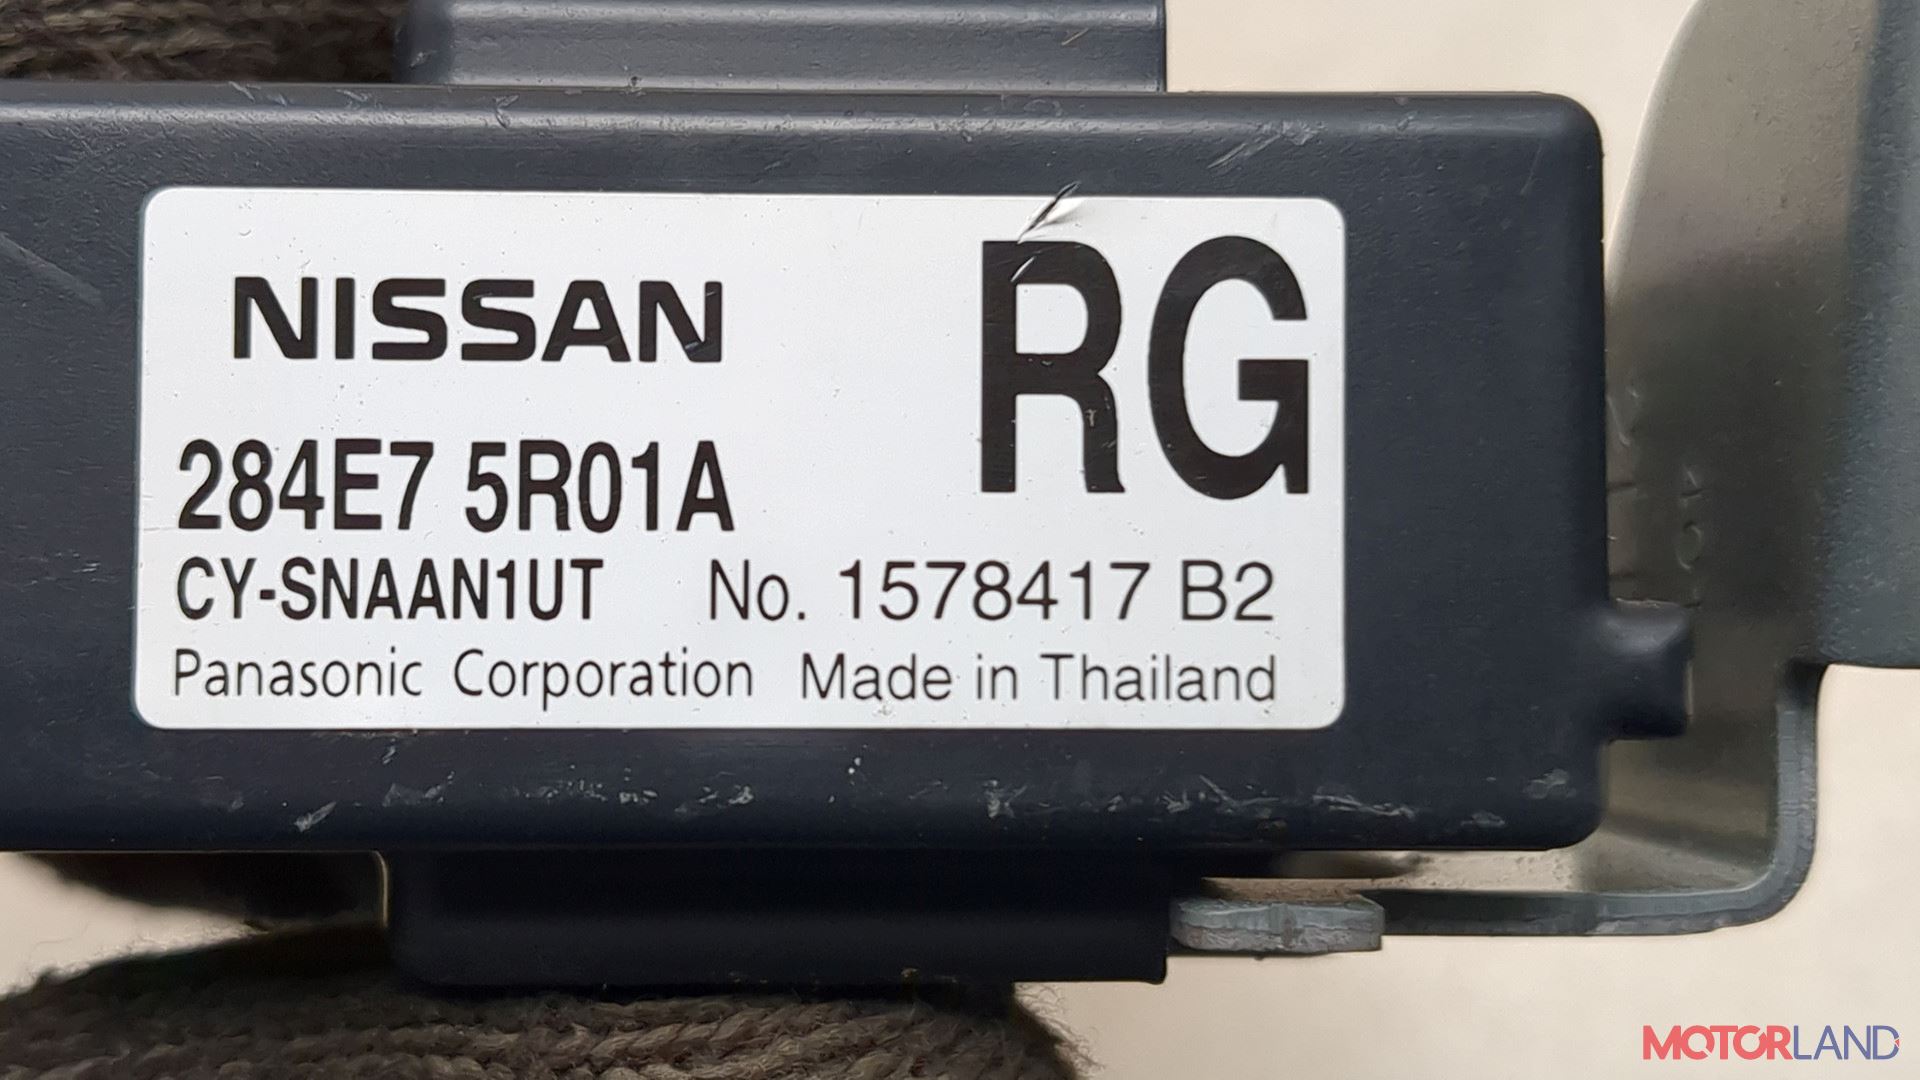 NISSAN
RG
284E7 5R01A
CY-SNAAN1UT No. 1578417 B2
Panasonic Corporation Made in Thailand
MOTORLAND